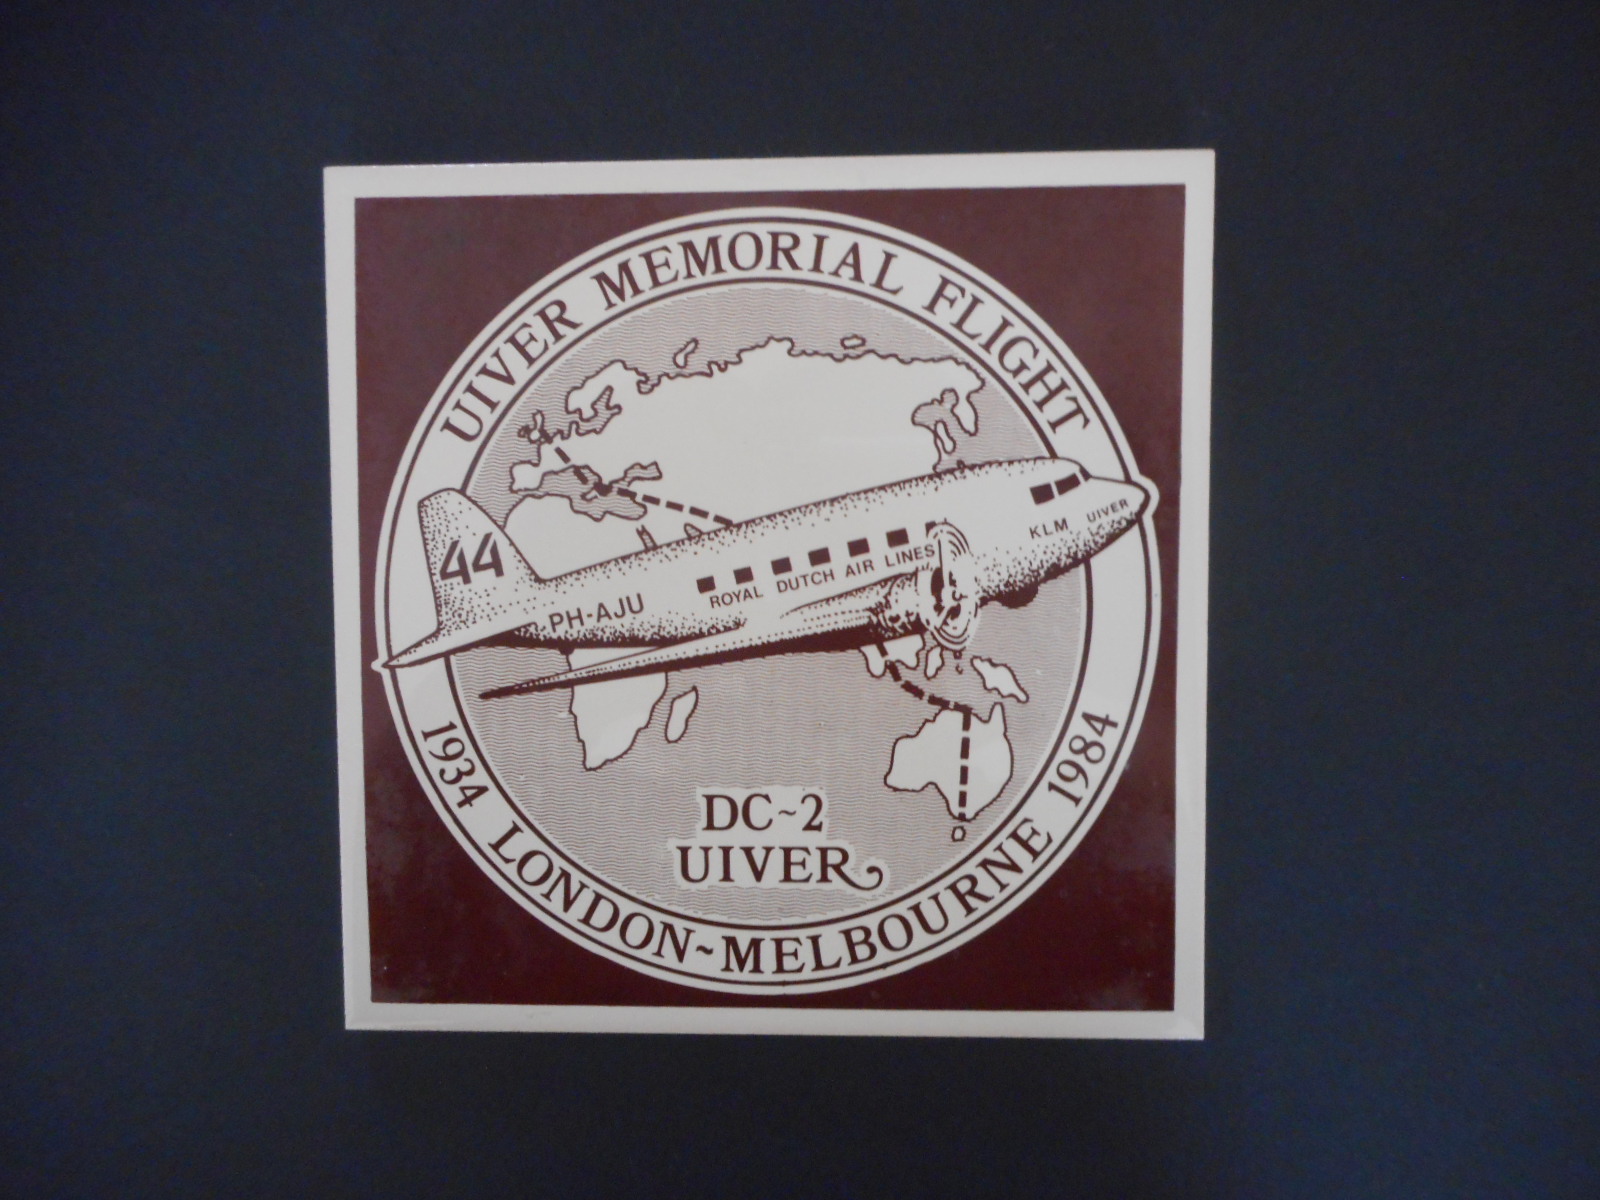 UIVER MEMORIAL FLIGHT
44
PH-AJU
ROYAL DUTCH AIR LINES
KLM UIVER
DC~2
UIVER
1934 LONDON~MELBOURNE 1984